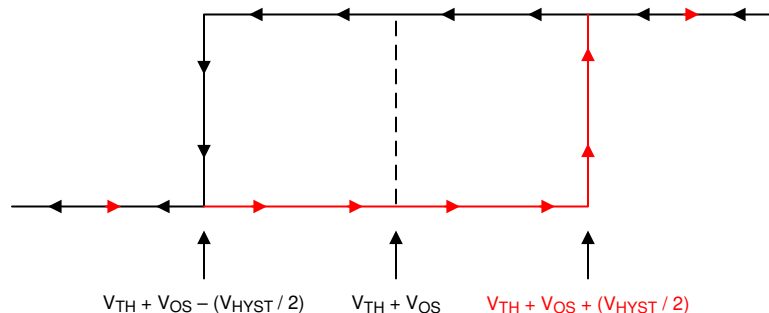 VTH + VOS – (VHYST / 2)
VTH + VOS
VTH + VOS + (VHYST / 2)